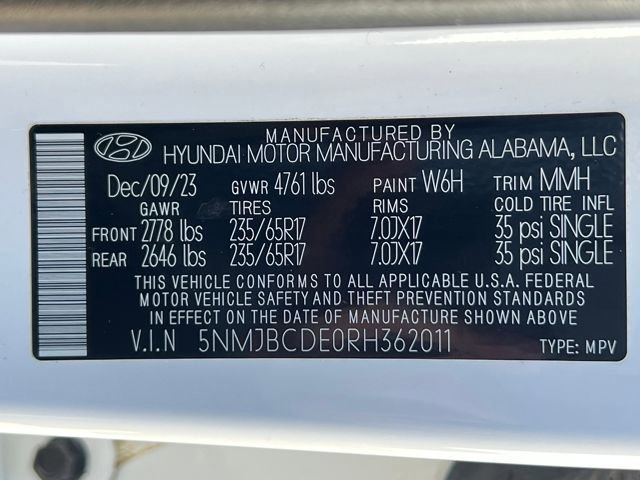 MANUFACTURED BY
HYUNDAI MOTOR MANUFACTURING ALABAMA, LLC
Dec/09/23 GVWR 4761 lbs PAINT W6H TRIM MMH
GAWR TIRES RIMS COLD TIRE INFL
FRONT 2778 lbs 235/65R17 7.0JX17 35 psi SINGLE
REAR 2646 lbs 235/65R17 7.0JX17 35 psi SINGLE
THIS VEHICLE CONFORMS TO ALL APPLICABLE U.S.A. FEDERAL
MOTOR VEHICLE SAFETY AND THEFT PREVENTION STANDARDS
IN EFFECT ON THE DATE OF MANUFACTURE SHOWN ABOVE
V.I.N 5NMJBCDE0RH362011 TYPE: MPV